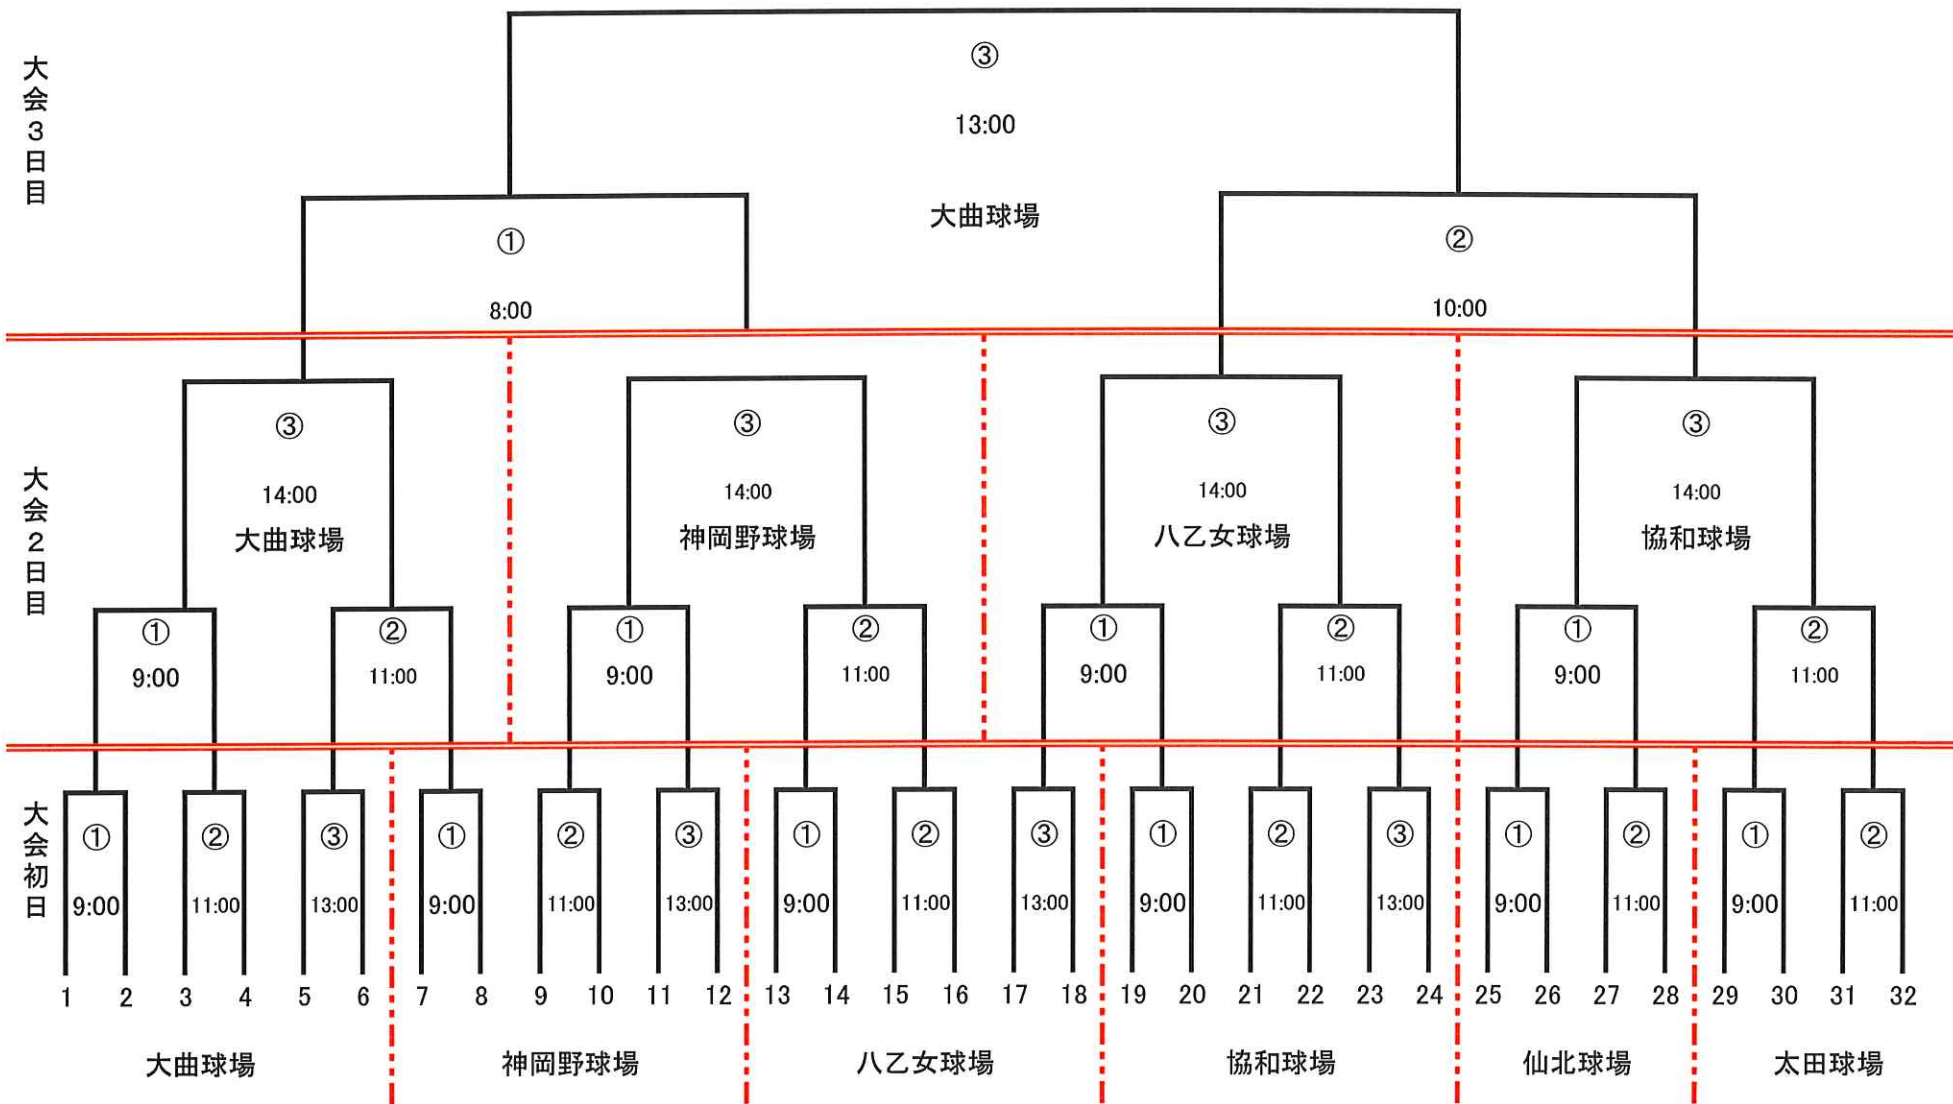 大会3日目
③
13:00
大曲球場
① ②
8:00 10:00
大会2日目
③ ③ ③ ③
14:00 14:00 14:00 14:00
大曲球場 神岡野球場 八乙女球場 協和球場
① ② ① ② ① ② ① ②
9:00 11:00 9:00 11:00 9:00 11:00 9:00 11:00
大会初日
① ② ③ ① ② ③ ① ② ③ ① ② ③ ① ② ① ②
9:00 11:00 13:00 9:00 11:00 13:00 9:00 11:00 13:00 9:00 11:00 13:00 9:00 11:00 9:00 11:00
1 2 3 4 5 6 7 8 9 10 11 12 13 14 15 16 17 18 19 20 21 22 23 24 25 26 27 28 29 30 31 32
大曲球場 神岡野球場 八乙女球場 協和球場 仙北球場 太田球場